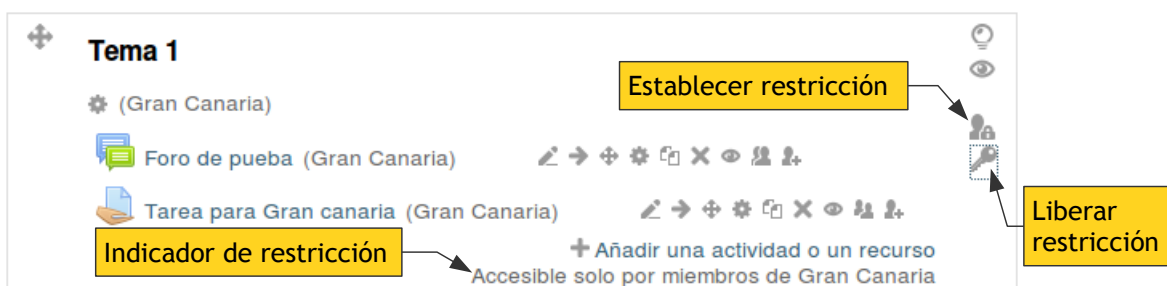 Tema 1
Establecer restricción
(Gran Canaria)
Foro de pueba (Gran Canaria)
Tarea para Gran canaria (Gran Canaria)
Liberar
restricción
Indicador de restricción
Añadir una actividad o un recurso
Accesible solo por miembros de Gran Canaria